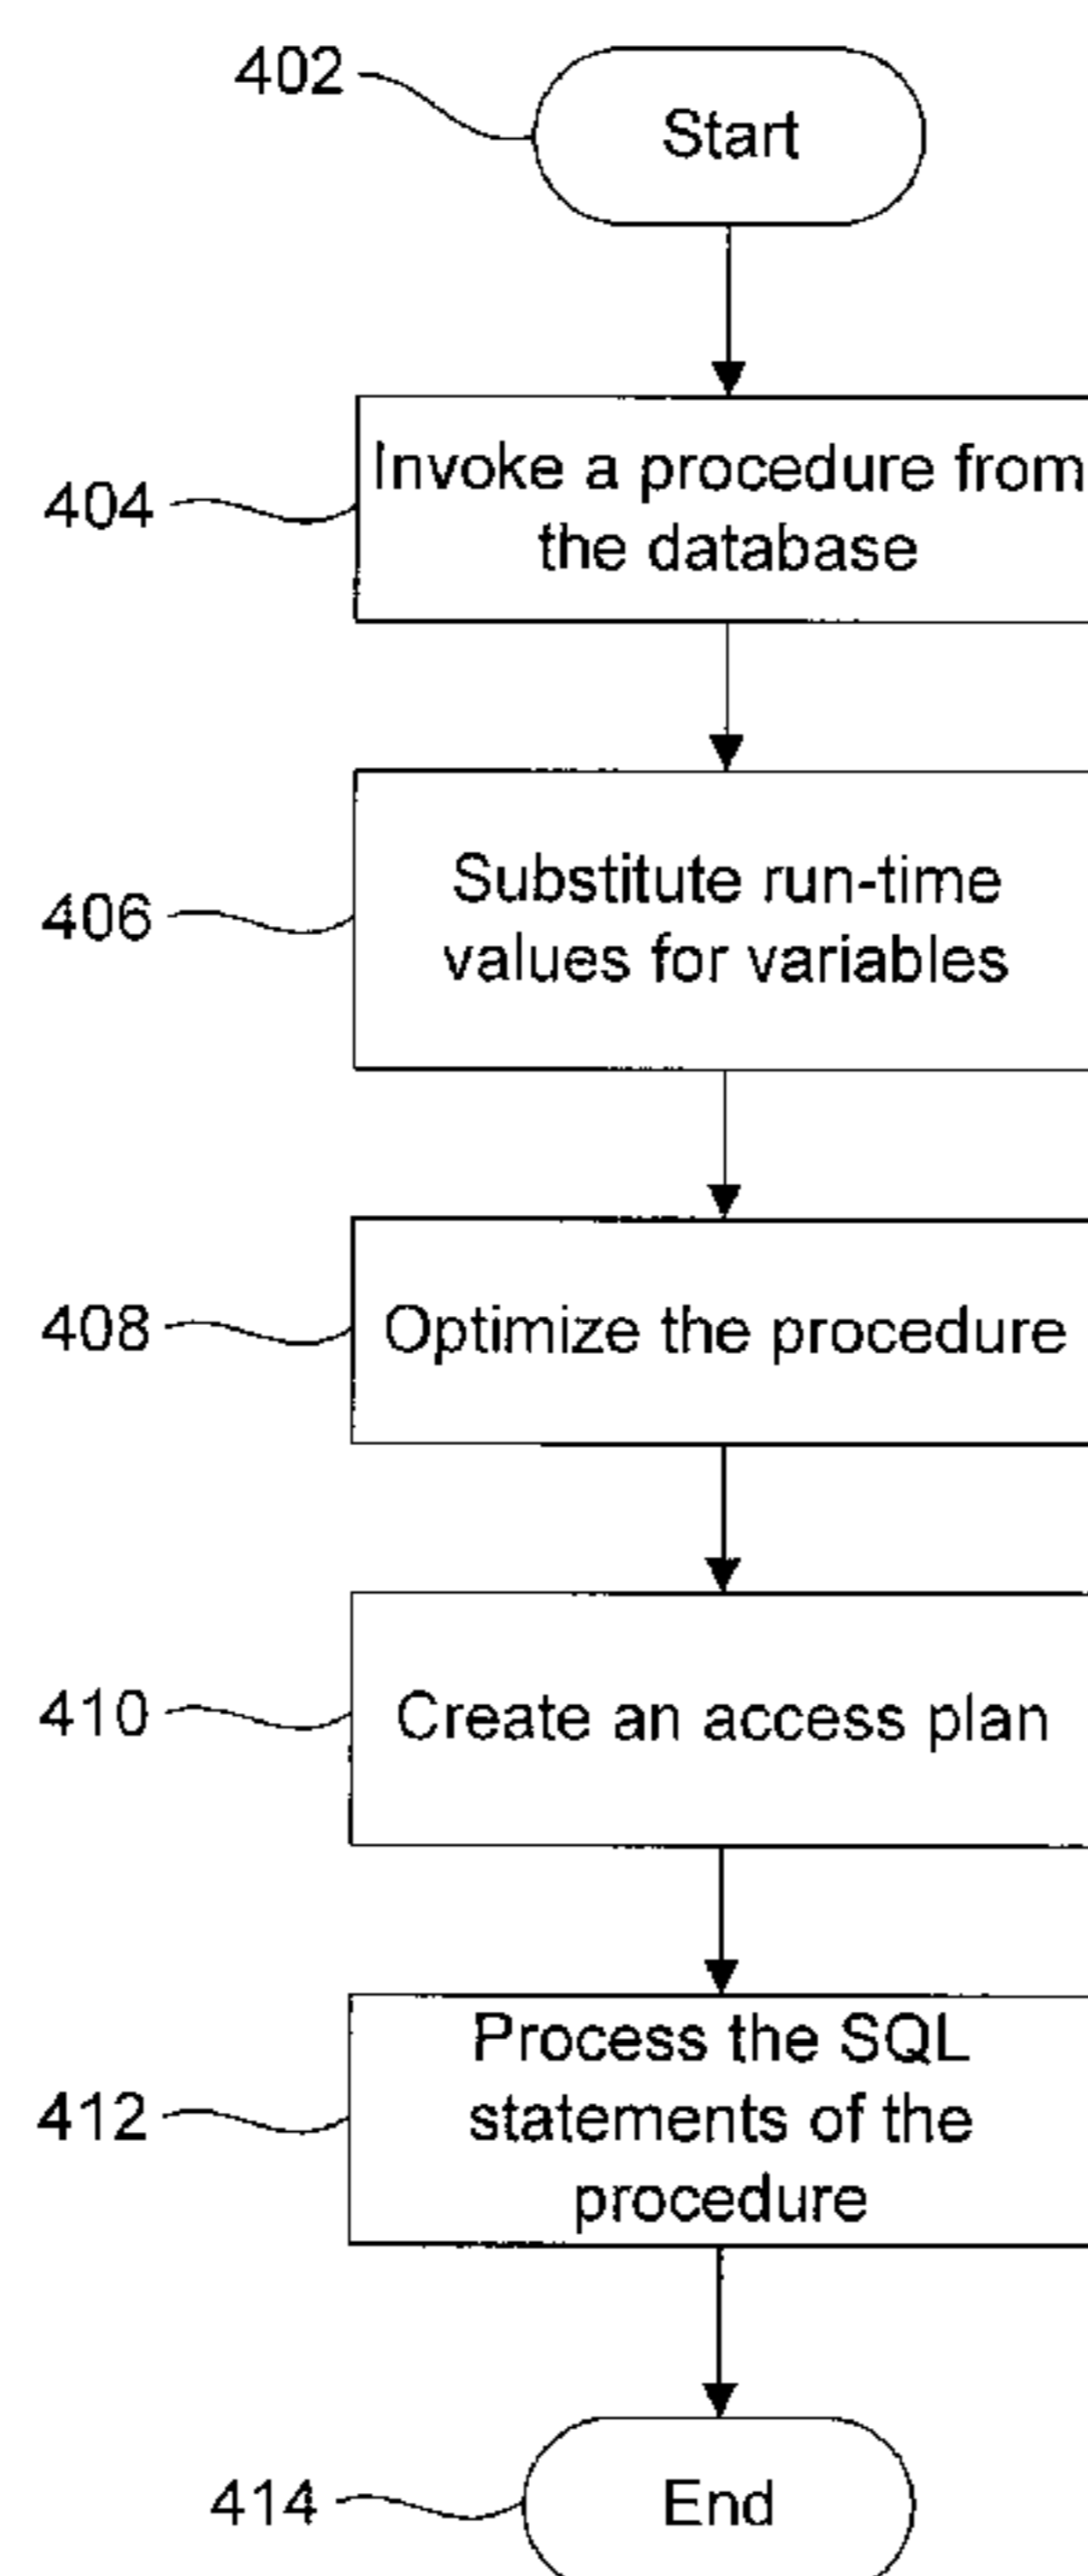 402
Start
404
Invoke a procedure from
the database
406
Substitute run-time
values for variables
408
Optimize the procedure
410
Create an access plan
412
Process the SQL
statements of the
procedure
414
End